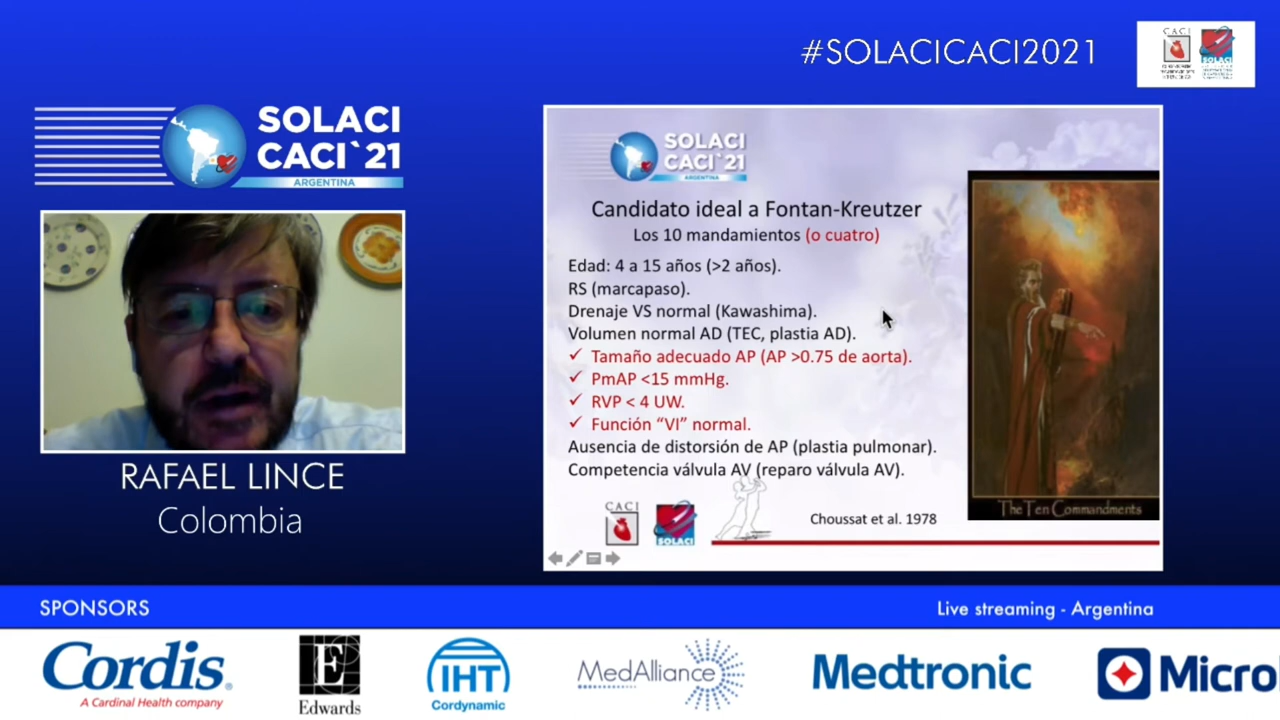 #SOLACICACI2021
CACI
SOLACI
SOLACI
CACI`21
ARGENTINA
RAFAEL LINCE
Colombia
SOLACI
CACI`21
ARGENTINA
Candidato ideal a Fontan-Kreutzer
Los 10 mandamientos (o cuatro)
Edad: 4 a 15 años (>2 años).
RS (marcapaso).
Drenaje VS normal (Kawashima).
Volumen normal AD (TEC, plastia AD).
✓ Tamaño adecuado AP (AP >0.75 de aorta).
✓ PmAP <15 mmHg.
✓ RVP < 4 UW.
✓ Función “VI” normal.
Ausencia de distorsión de AP (plastia pulmonar).
Competencia válvula AV (reparo válvula AV).
The Ten Commandments
CACI
SOLACI
Choussat et al. 1978
SPONSORS
Live streaming - Argentina
Cordis.
A Cardinal Health company
E
Edwards
IHT
Cordynamic
MedAlliance
Medtronic
Micro